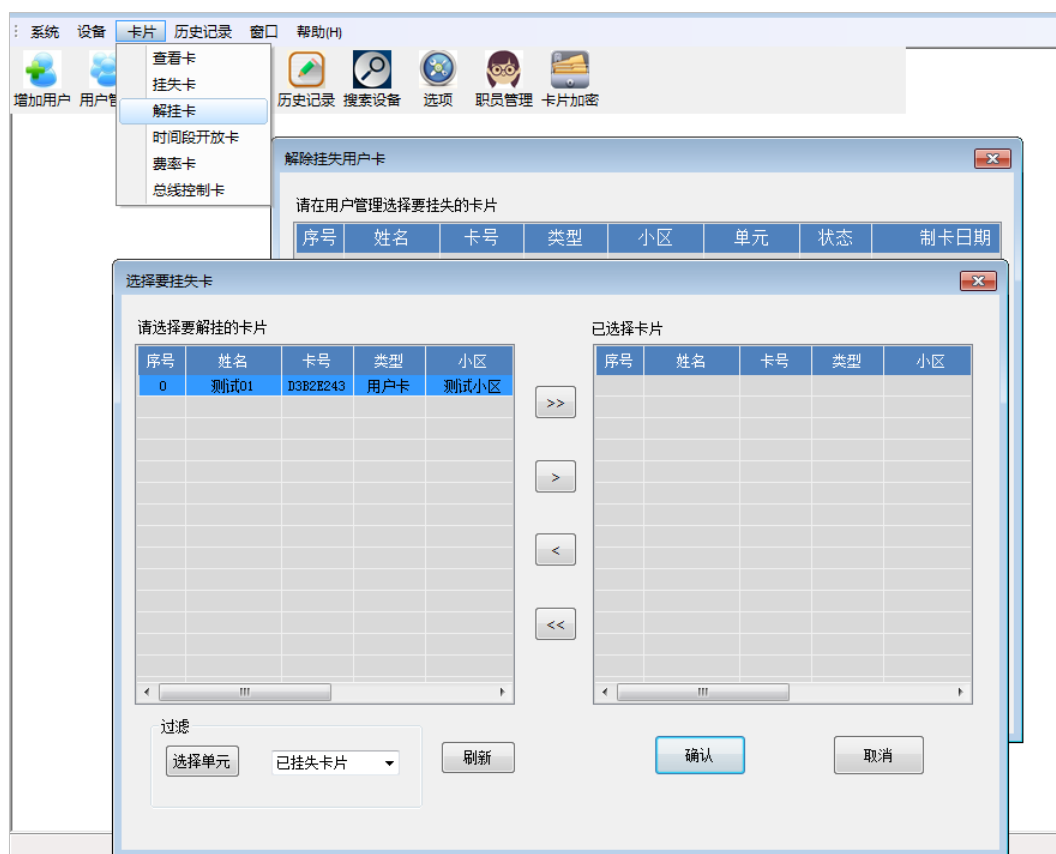 系统 设备 卡片 历史记录 窗口 帮助(H)
增加用户 用户管 历史记录 搜索设备 选项 职员管理 卡片加密
查看卡
挂失卡
解挂卡
时间段开放卡
费率卡
总线控制卡
解除挂失用户卡
请在用户管理选择要挂失的卡片
序号 姓名 卡号 类型 小区 单元 状态 制卡日期
选择要挂失卡
请选择要解挂的卡片
序号 姓名 卡号 类型 小区
0 测试01 D3B2E243 用户卡 测试小区
>>
>
<
<<
已选择卡片
序号 姓名 卡号 类型 小区
过滤
选择单元 已挂失卡片 刷新
确认 取消